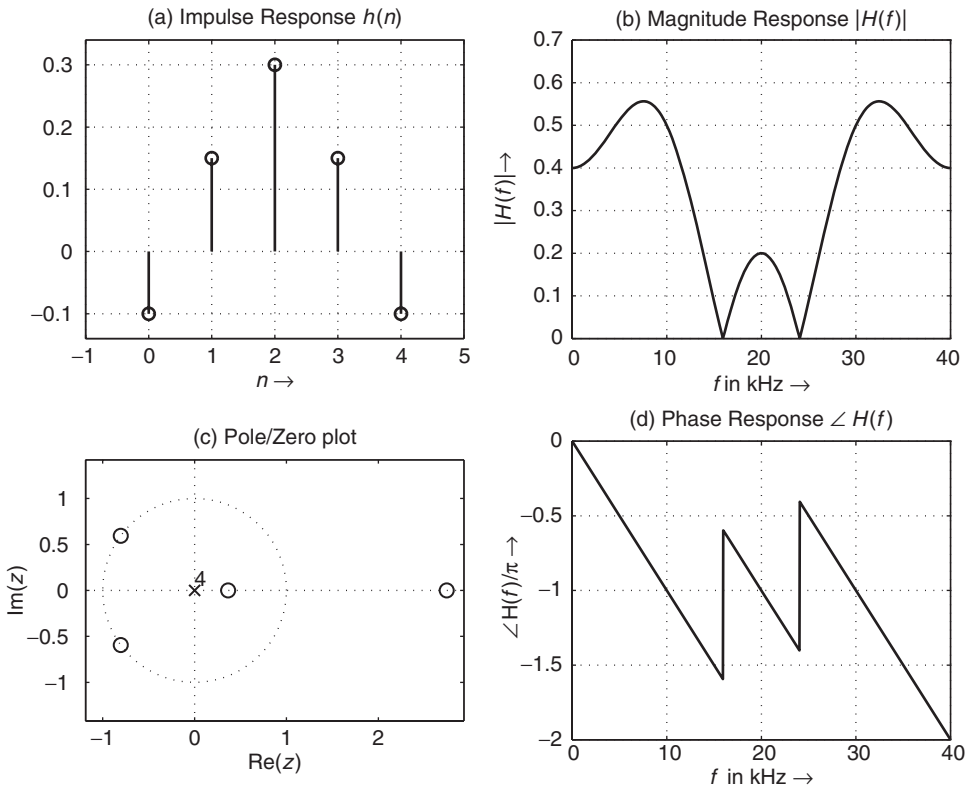 (a) Impulse Response h(n)
0.3
0.2
0.1
0
−0.1
−1 0 1 2 3 4 5
n →
(b) Magnitude Response |H(f)|
|H(f)|→
0.7
0.6
0.5
0.4
0.3
0.2
0.1
0
0 10 20 30 40
f in kHz →
(c) Pole/Zero plot
Im(z)
1
0.5
0
−0.5
−1
4
−1 0 1 2
Re(z)
(d) Phase Response ∠ H(f)
∠H(f)/π →
0
−0.5
−1
−1.5
−2
0 10 20 30 40
f in kHz →